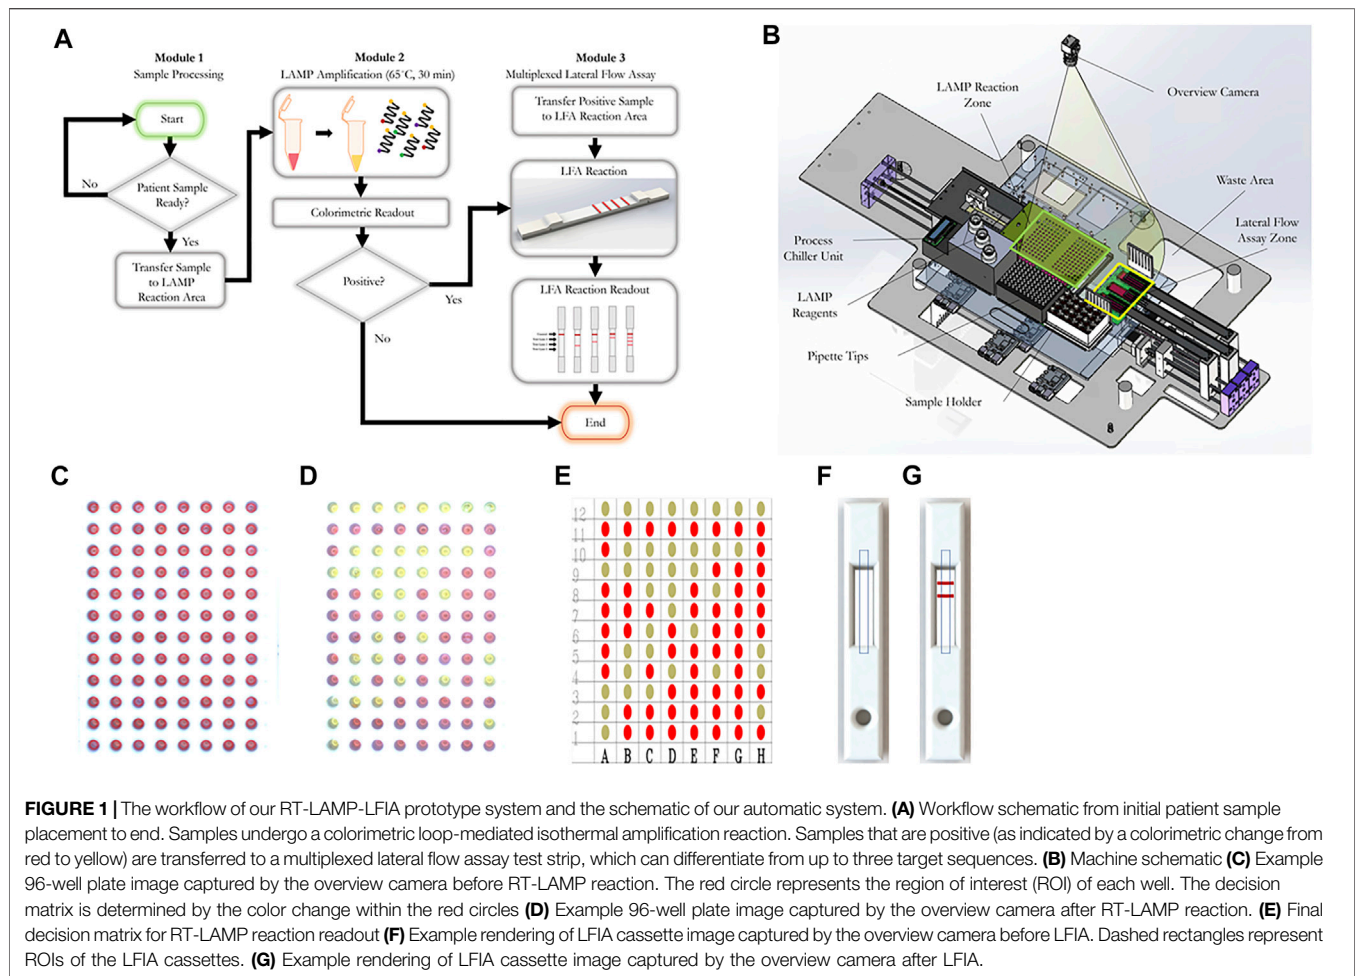 A
Module 1
Sample Processing
Start
No
Patient Sample
Ready?
Yes
Transfer Sample
to LAMP
Reaction Area
Module 2
LAMP Amplification (65°C, 30 min)
Colorimetric Readout
Positive?
Yes
No
Module 3
Multiplexed Lateral Flow Assay
Transfer Positive Sample
to LFA Reaction Area
LFA Reaction
LFA Reaction Readout
End
B
LAMP Reaction
Zone
Overview Camera
Waste Area
Lateral Flow
Assay Zone
Process
Chiller Unit
LAMP
Reagents
Pipette Tips
Sample Holder
C
D
E
12
11
10
9
8
7
6
5
4
3
2
1
A B C D E F G H
F
G
FIGURE 1 | The workflow of our RT-LAMP-LFIA prototype system and the schematic of our automatic system. (A) Workflow schematic from initial patient sample
placement to end. Samples undergo a colorimetric loop-mediated isothermal amplification reaction. Samples that are positive (as indicated by a colorimetric change from
red to yellow) are transferred to a multiplexed lateral flow assay test strip, which can differentiate from up to three target sequences. (B) Machine schematic (C) Example
96-well plate image captured by the overview camera before RT-LAMP reaction. The red circle represents the region of interest (ROI) of each well. The decision
matrix is determined by the color change within the red circles (D) Example 96-well plate image captured by the overview camera after RT-LAMP reaction. (E) Final
decision matrix for RT-LAMP reaction readout (F) Example rendering of LFIA cassette image captured by the overview camera before LFIA. Dashed rectangles represent
ROIs of the LFIA cassettes. (G) Example rendering of LFIA cassette image captured by the overview camera after LFIA.